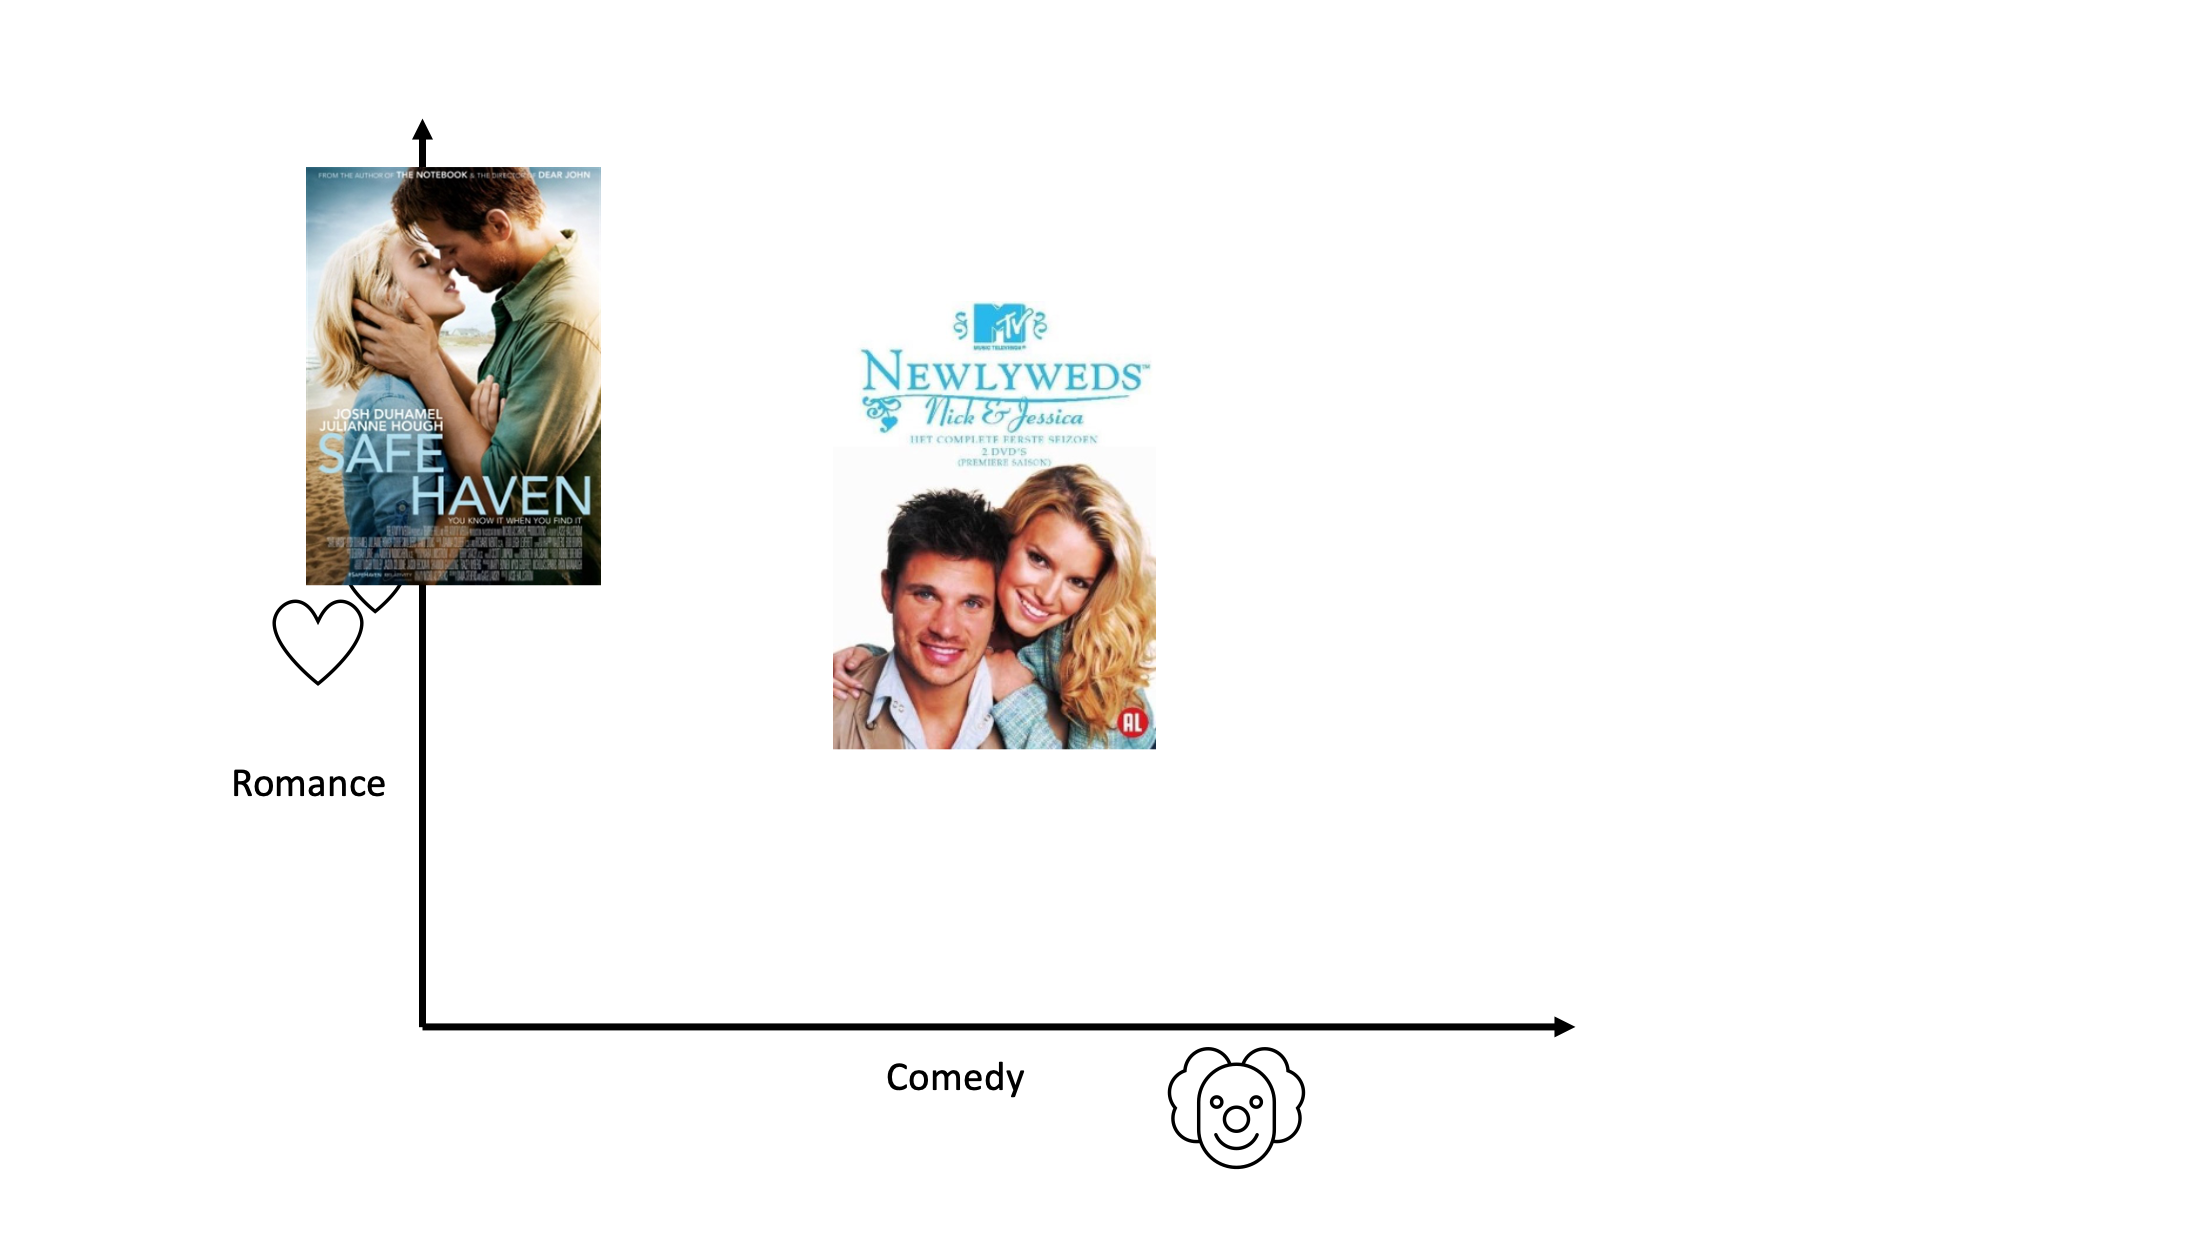 FROM THE AUTHOR OF THE NOTEBOOK & THE DIRECTOR OF DEAR JOHN
JOSH DUHAMEL
JULIANNE HOUGH
SAFE
HAVEN
YOU KNOW IT WHEN YOU FIND IT
#SAFEHAVEN
MTV
MUSIC TELEVISION®
NEWLYWEDS™
Nick & Jessica
HET COMPLETE EERSTE SEIZOEN
2 DVD'S
(PREMIERE SAISON)
AL
Romance
Comedy